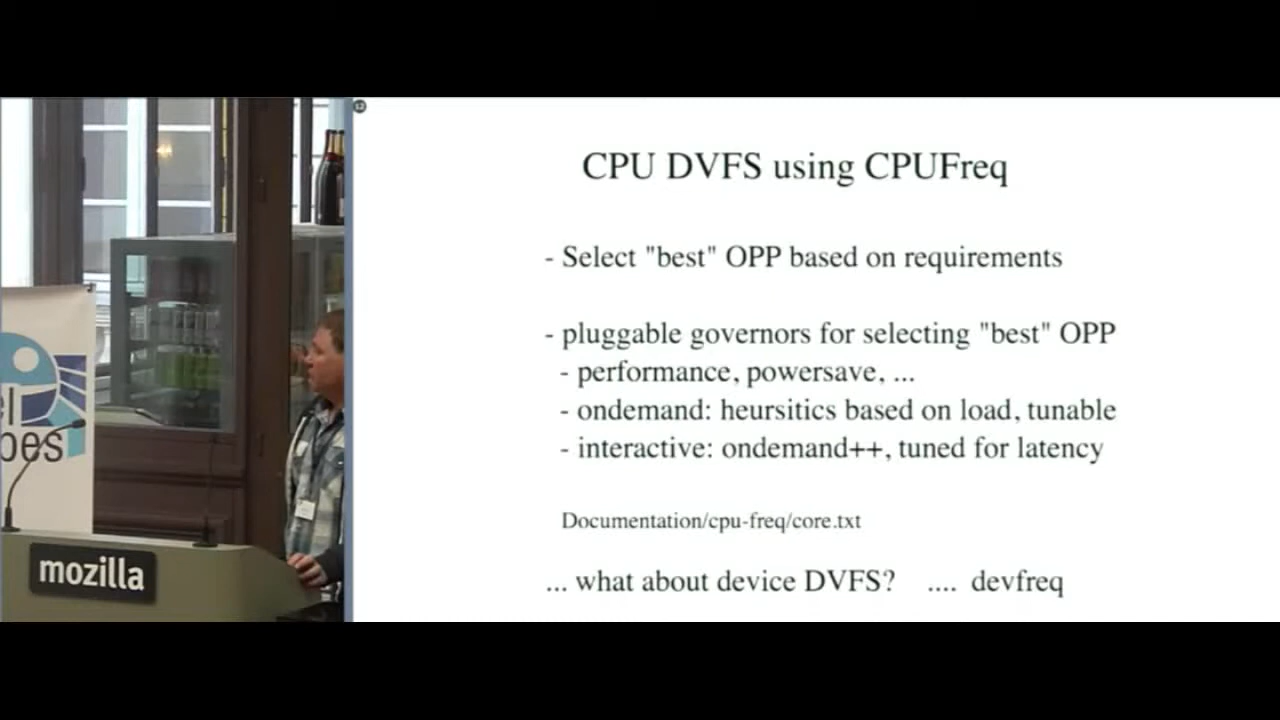 CPU DVFS using CPUFreq
- Select "best" OPP based on requirements
- pluggable governors for selecting "best" OPP
- performance, powersave, ...
- ondemand: heursitics based on load, tunable
- interactive: ondemand++, tuned for latency
Documentation/cpu-freq/core.txt
... what about device DVFS? .... devfreq
mozilla